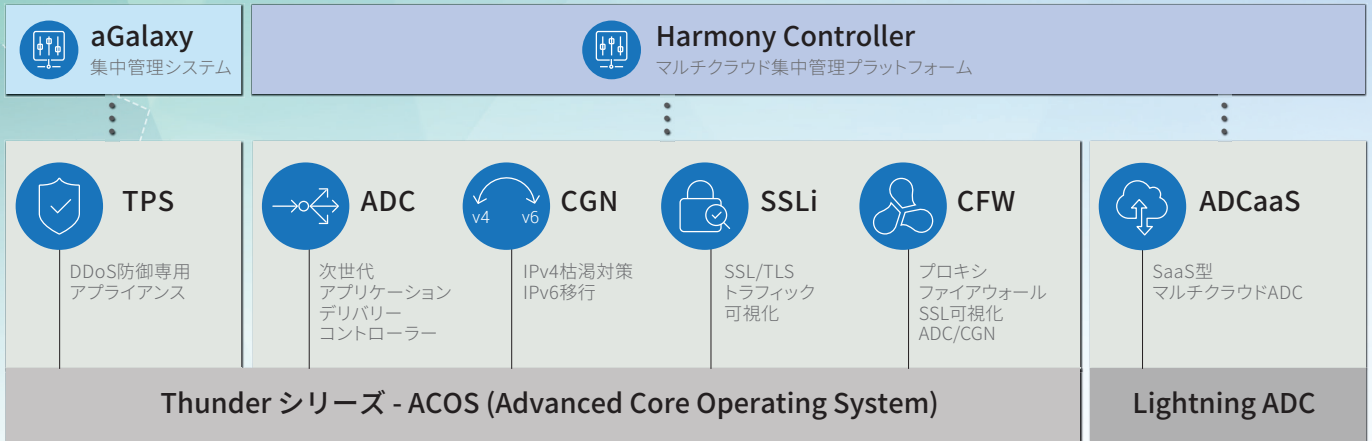 aGalaxy
集中管理システム
Harmony Controller
マルチクラウド集中管理プラットフォーム
TPS
DDoS防御専用
アプライアンス
ADC
次世代
アプリケーション
デリバリー
コントローラー
v4 v6
CGN
IPv4枯渇対策
IPv6移行
SSLi
SSL/TLS
トラフィック
可視化
CFW
プロキシ
ファイアウォール
SSL可視化
ADC/CGN
ADCaaS
SaaS型
マルチクラウドADC
Thunder シリーズ - ACOS (Advanced Core Operating System)
Lightning ADC